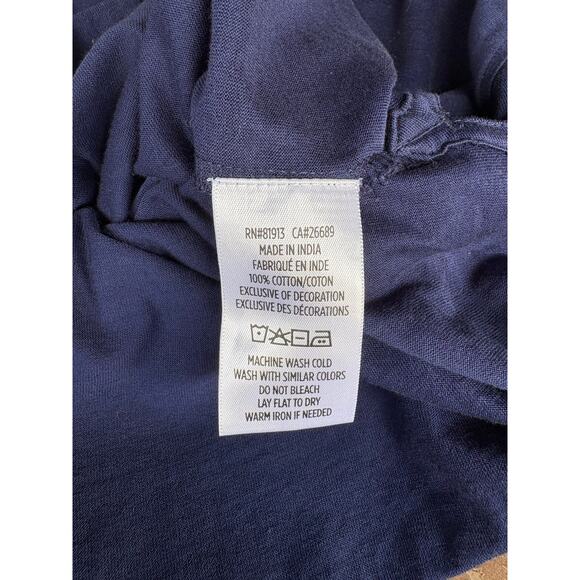 RN#81913 CA#26689
MADE IN INDIA
FABRIQUÉ EN INDE
100% COTTON/COTON
EXCLUSIVE OF DECORATION
EXCLUSIVE DES DÉCORATIONS
MACHINE WASH COLD
WASH WITH SIMILAR COLORS
DO NOT BLEACH
LAY FLAT TO DRY
WARM IRON IF NEEDED